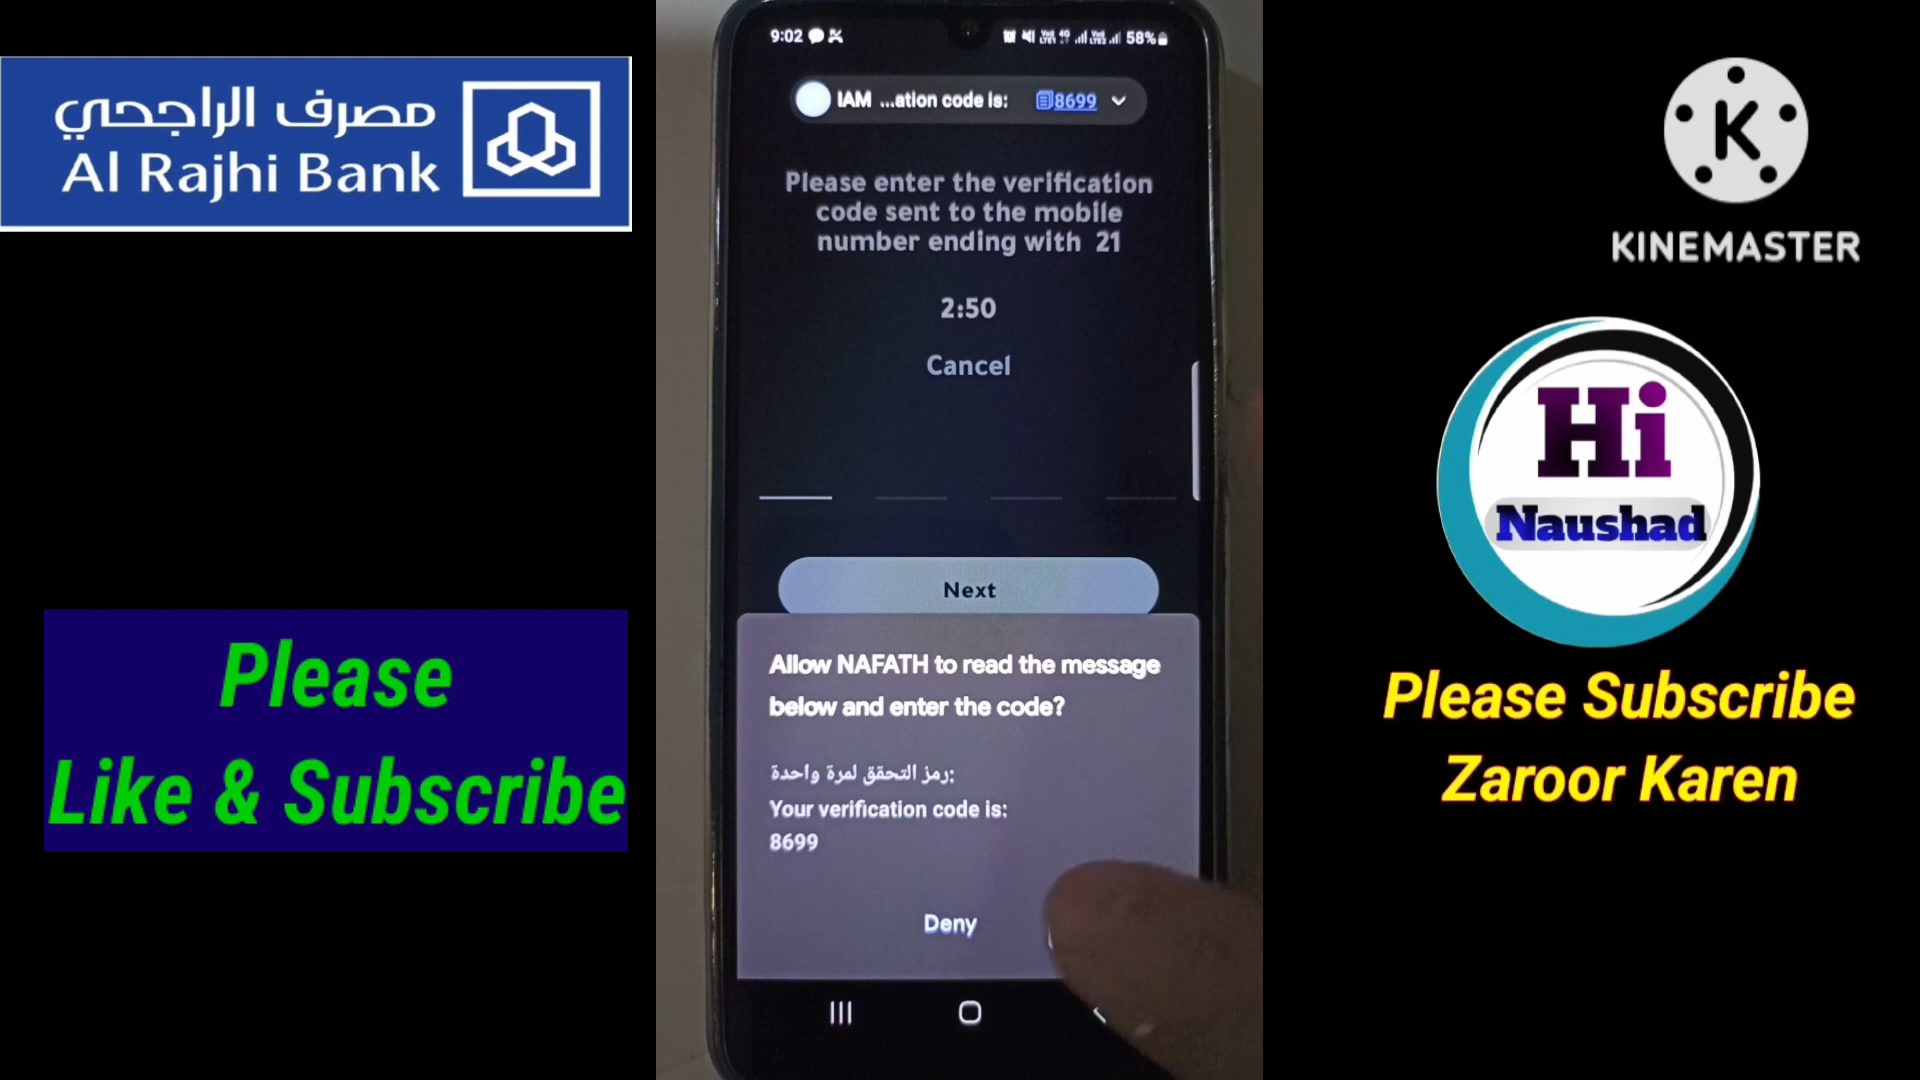 مصرف الراجحي
Al Rajhi Bank
Please
Like & Subscribe
9:02
58%
IAM ...ation code is: 8699
Please enter the verification
code sent to the mobile
number ending with 21
2:50
Cancel
Next
Allow NAFATH to read the message
below and enter the code?
رمز التحقق لمرة واحدة:
Your verification code is:
8699
Deny
K
KINEMASTER
Hi
Naushad
Please Subscribe
Zaroor Karen